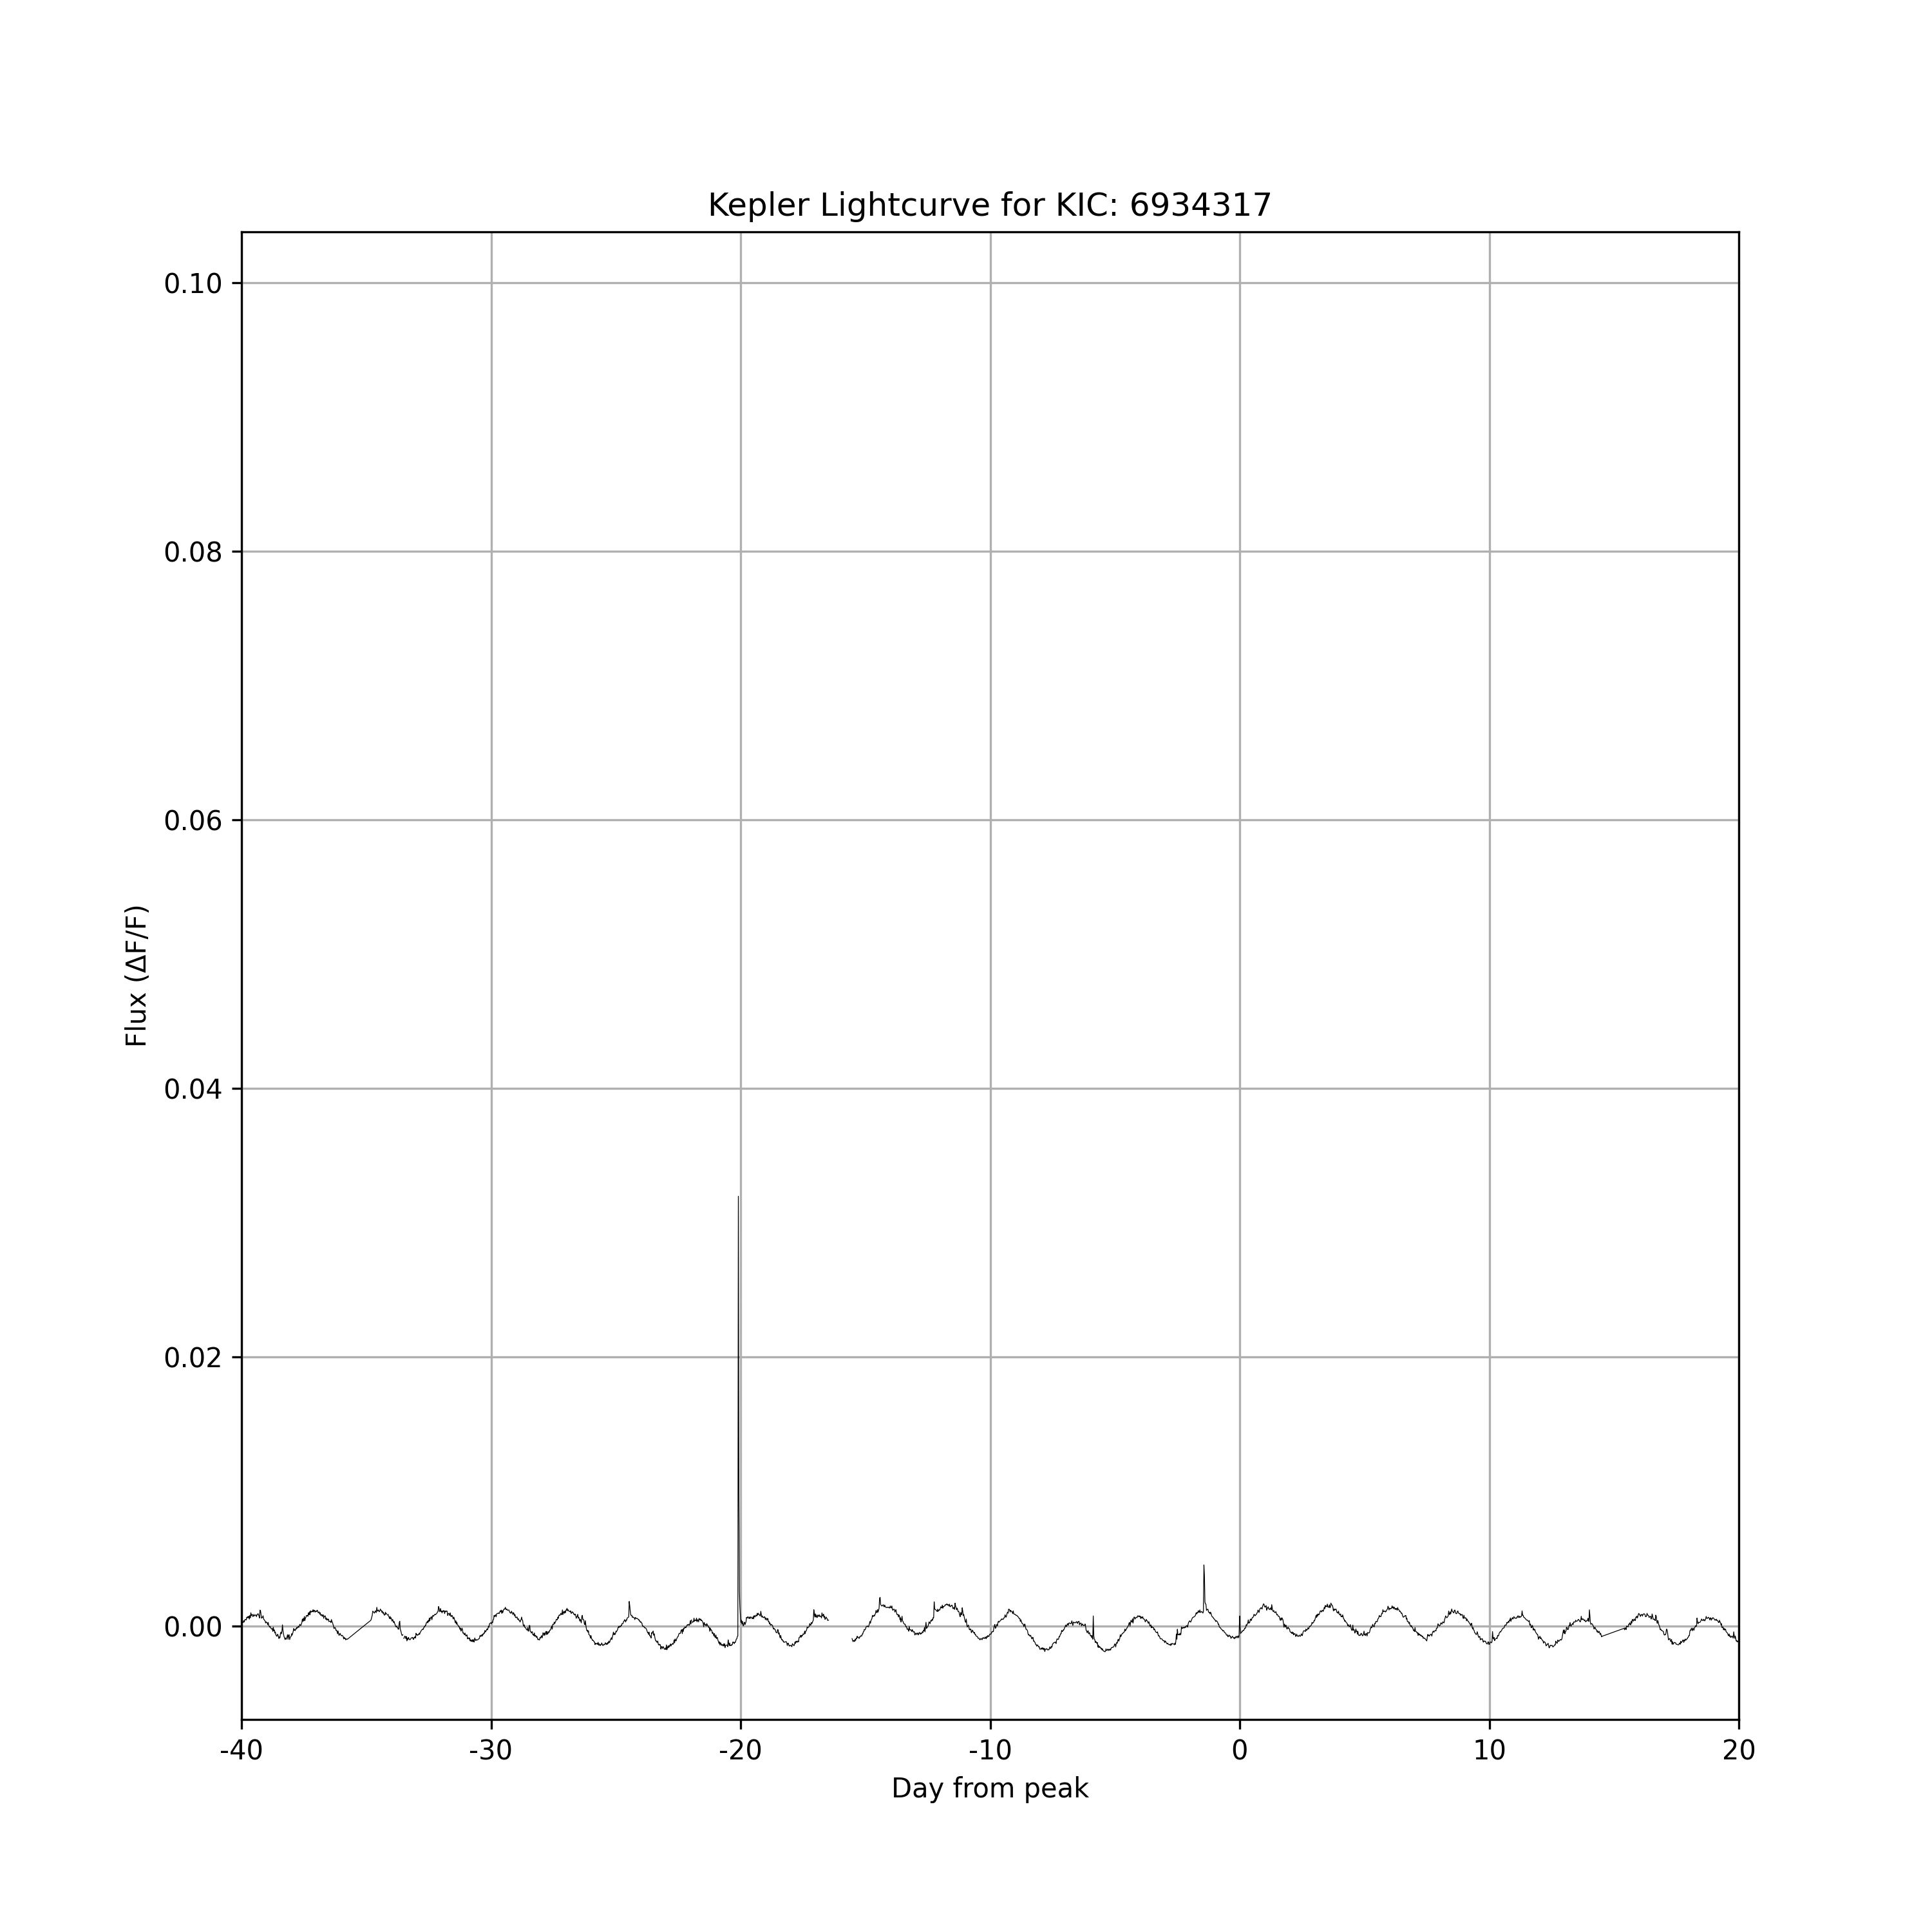 Kepler Lightcurve for KIC: 6934317
0.10
0.08
0.06
0.04
0.02
0.00
Flux (ΔF/F)
-40 -30 -20 -10 0 10 20
Day from peak